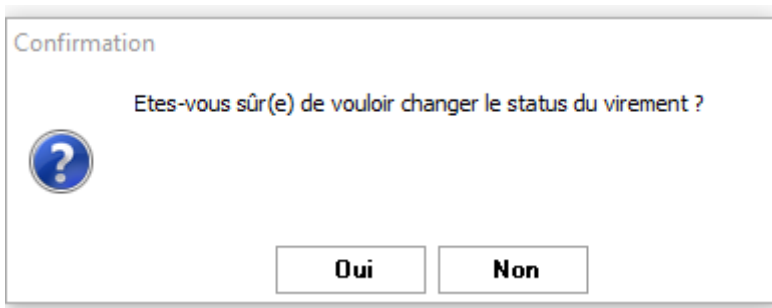 Confirmation
Etes-vous sûr(e) de vouloir changer le status du virement ?
?
Oui
Non